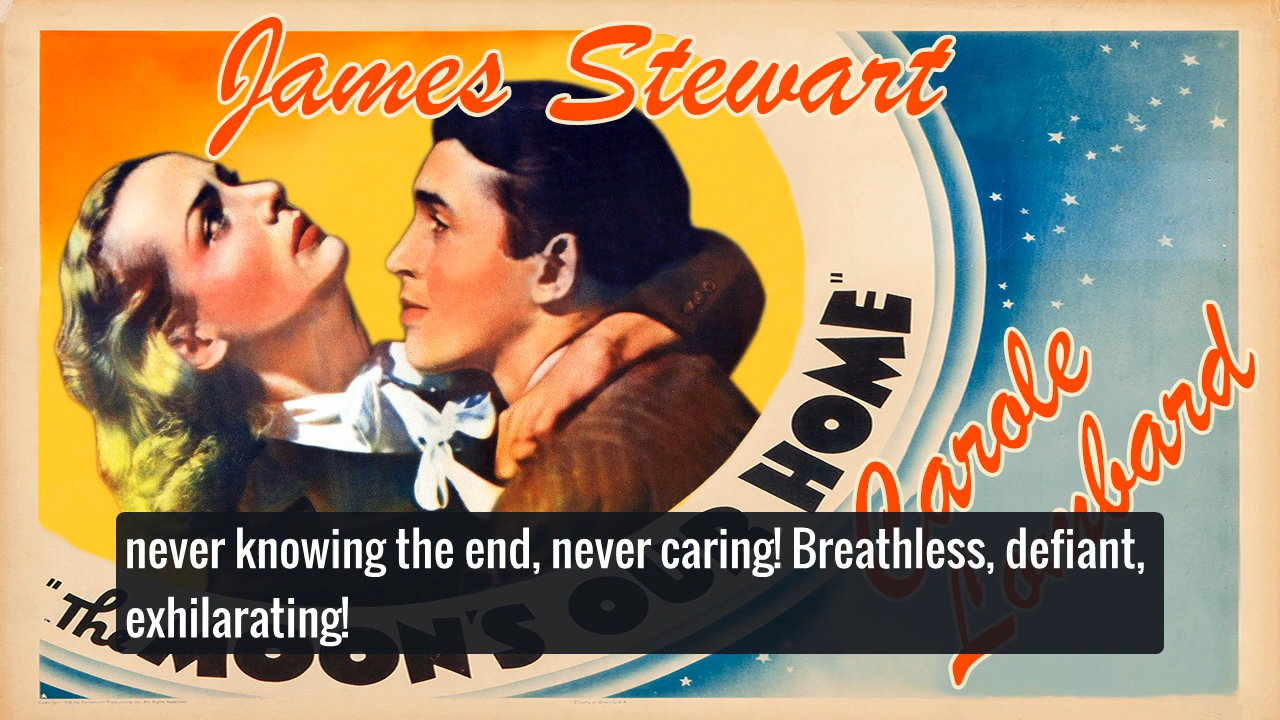 James Stewart
"The MOON'S OUR HOME"
Carole
Lombard
never knowing the end, never caring! Breathless, defiant,
exhilarating!